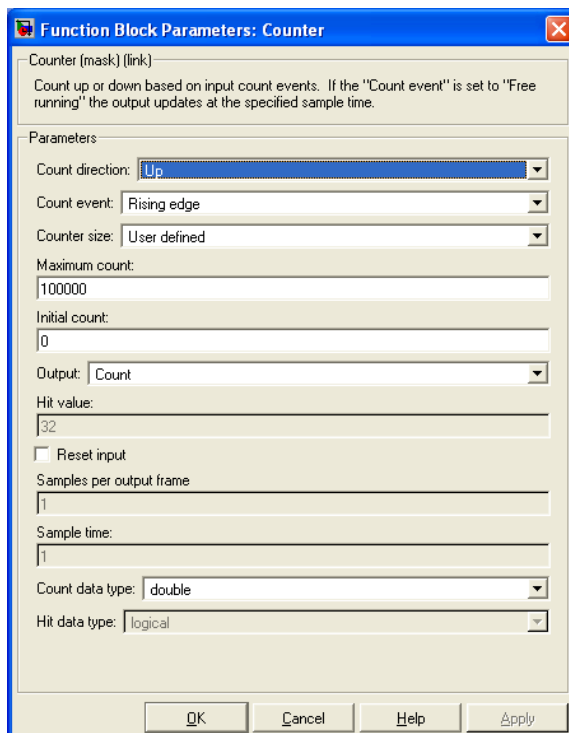 Function Block Parameters: Counter
Counter (mask) (link)
Count up or down based on input count events. If the "Count event" is set to "Free
running" the output updates at the specified sample time.
Parameters
Count direction: Up
Count event: Rising edge
Counter size: User defined
Maximum count:
100000
Initial count:
0
Output: Count
Hit value:
32
Reset input
Samples per output frame
1
Sample time:
1
Count data type: double
Hit data type: logical
OK Cancel Help Apply